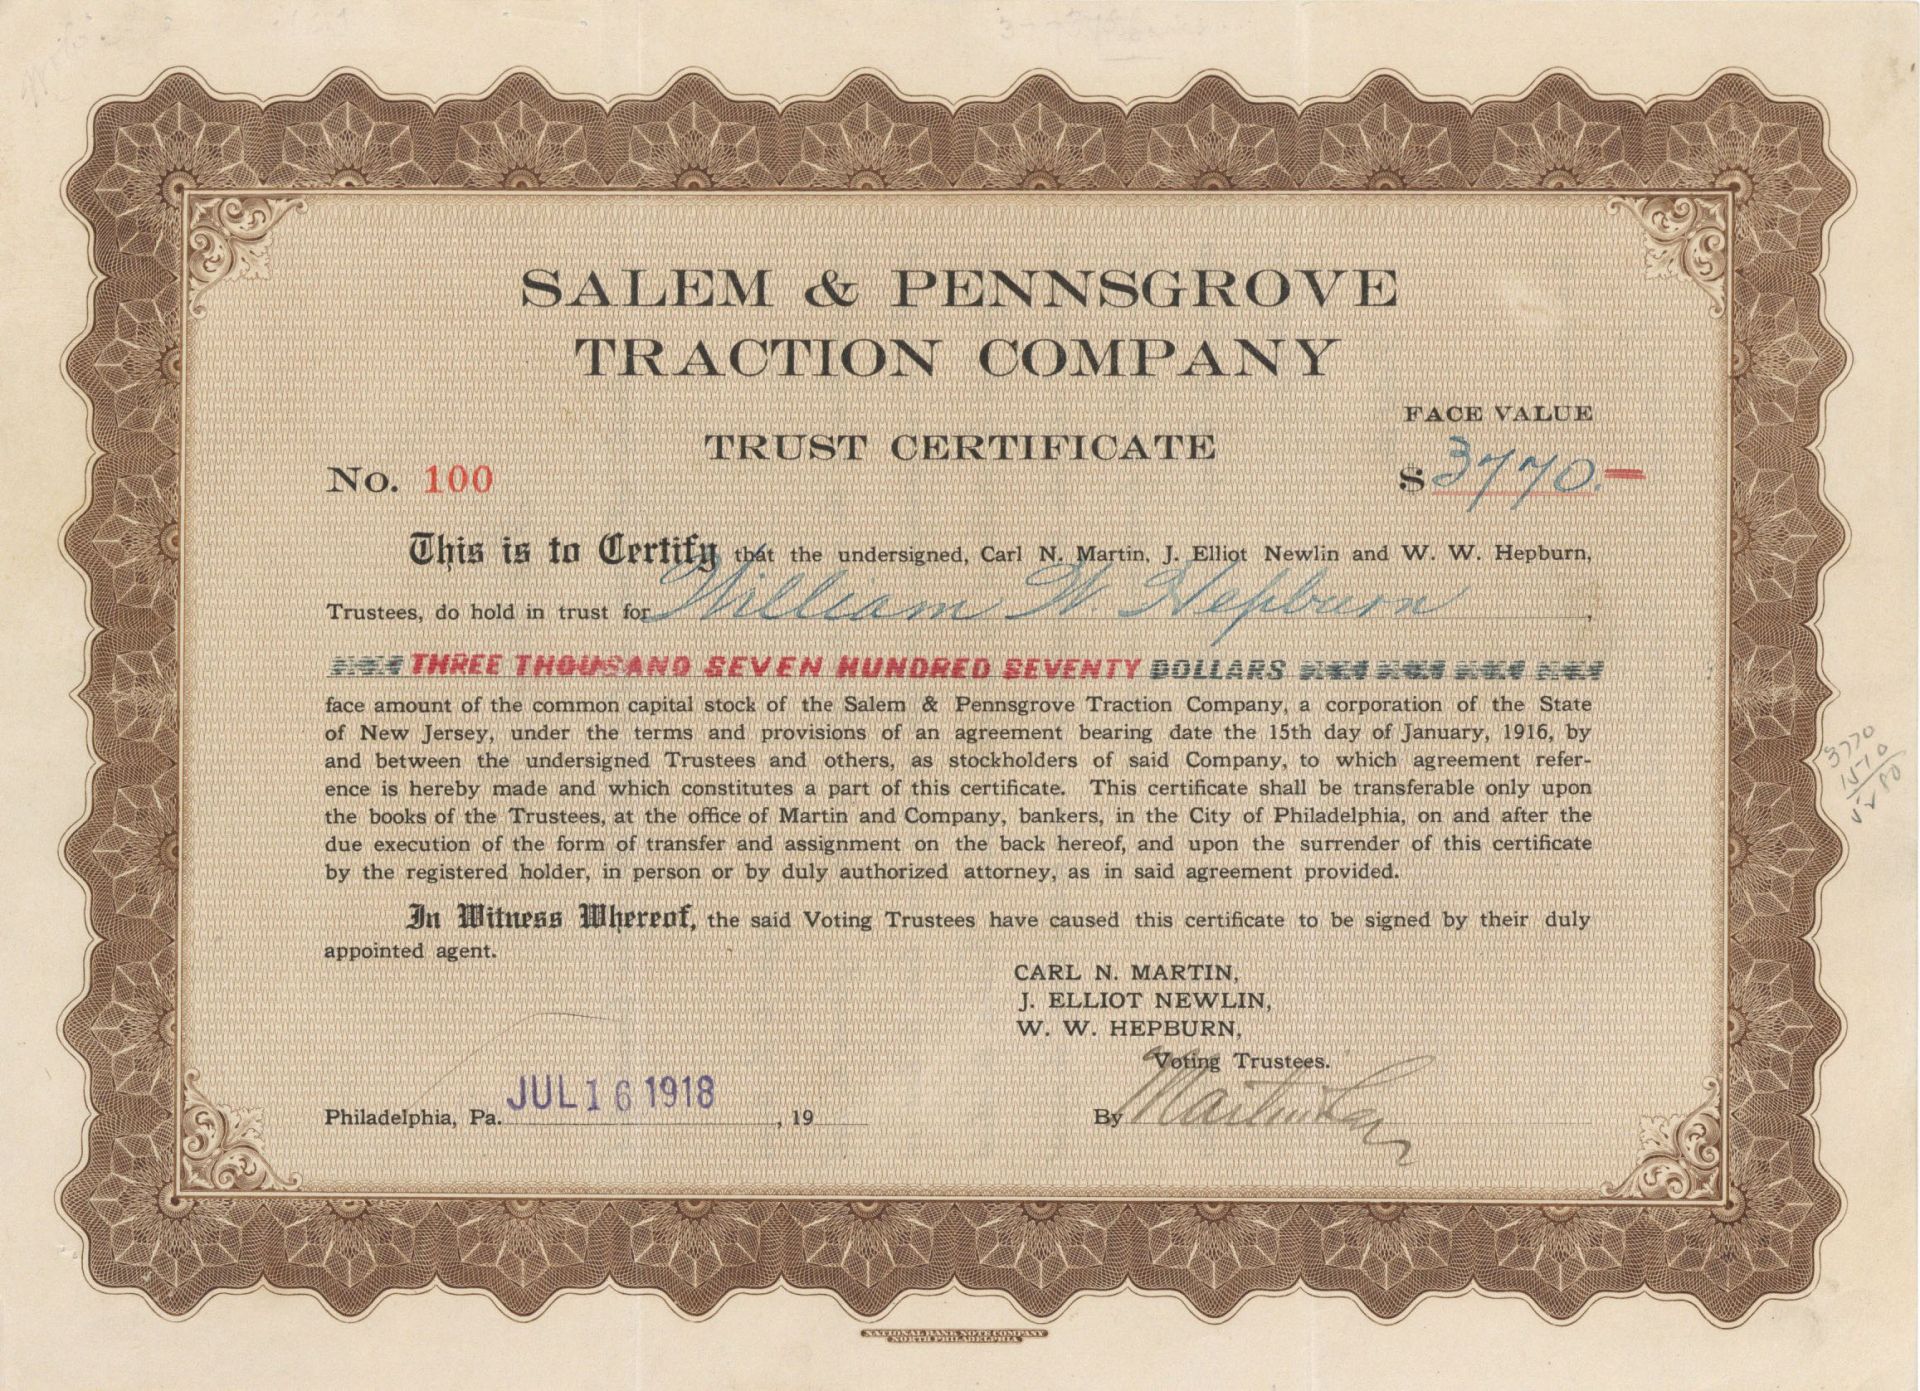 SALEM & PENNSGROVE
TRACTION COMPANY
TRUST CERTIFICATE
FACE VALUE
No. 100
$ 3770.
This is to Certify that the undersigned, Carl N. Martin, J. Elliot Newlin and W. W. Hepburn,
Trustees, do hold in trust for William W Hepburn,
THREE THOUSAND SEVEN HUNDRED SEVENTY DOLLARS
face amount of the common capital stock of the Salem & Pennsgrove Traction Company, a corporation of the State
of New Jersey, under the terms and provisions of an agreement bearing date the 15th day of January, 1916, by
and between the undersigned Trustees and others, as stockholders of said Company, to which agreement refer-
ence is hereby made and which constitutes a part of this certificate. This certificate shall be transferable only upon
the books of the Trustees, at the office of Martin and Company, bankers, in the City of Philadelphia, on and after the
due execution of the form of transfer and assignment on the back hereof, and upon the surrender of this certificate
by the registered holder, in person or by duly authorized attorney, as in said agreement provided.
In Witness Whereof, the said Voting Trustees have caused this certificate to be signed by their duly
appointed agent.
CARL N. MARTIN,
J. ELLIOT NEWLIN,
W. W. HEPBURN,
Voting Trustees.
Philadelphia, Pa. JUL 16 1918, 19
By Martin & Co
3770
1510
NATIONAL BANK NOTE COMPANY
NORTH PHILADELPHIA